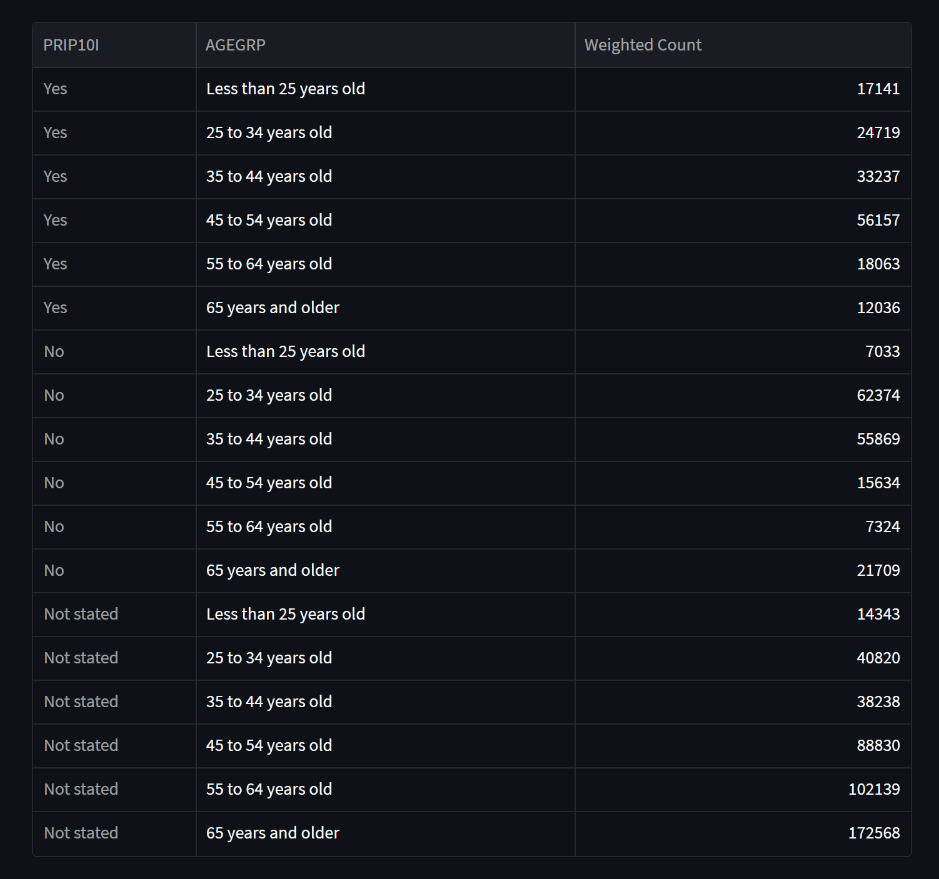 PRIP10I AGEGRP Weighted Count
Yes Less than 25 years old 17141
Yes 25 to 34 years old 24719
Yes 35 to 44 years old 33237
Yes 45 to 54 years old 56157
Yes 55 to 64 years old 18063
Yes 65 years and older 12036
No Less than 25 years old 7033
No 25 to 34 years old 62374
No 35 to 44 years old 55869
No 45 to 54 years old 15634
No 55 to 64 years old 7324
No 65 years and older 21709
Not stated Less than 25 years old 14343
Not stated 25 to 34 years old 40820
Not stated 35 to 44 years old 38238
Not stated 45 to 54 years old 88830
Not stated 55 to 64 years old 102139
Not stated 65 years and older 172568